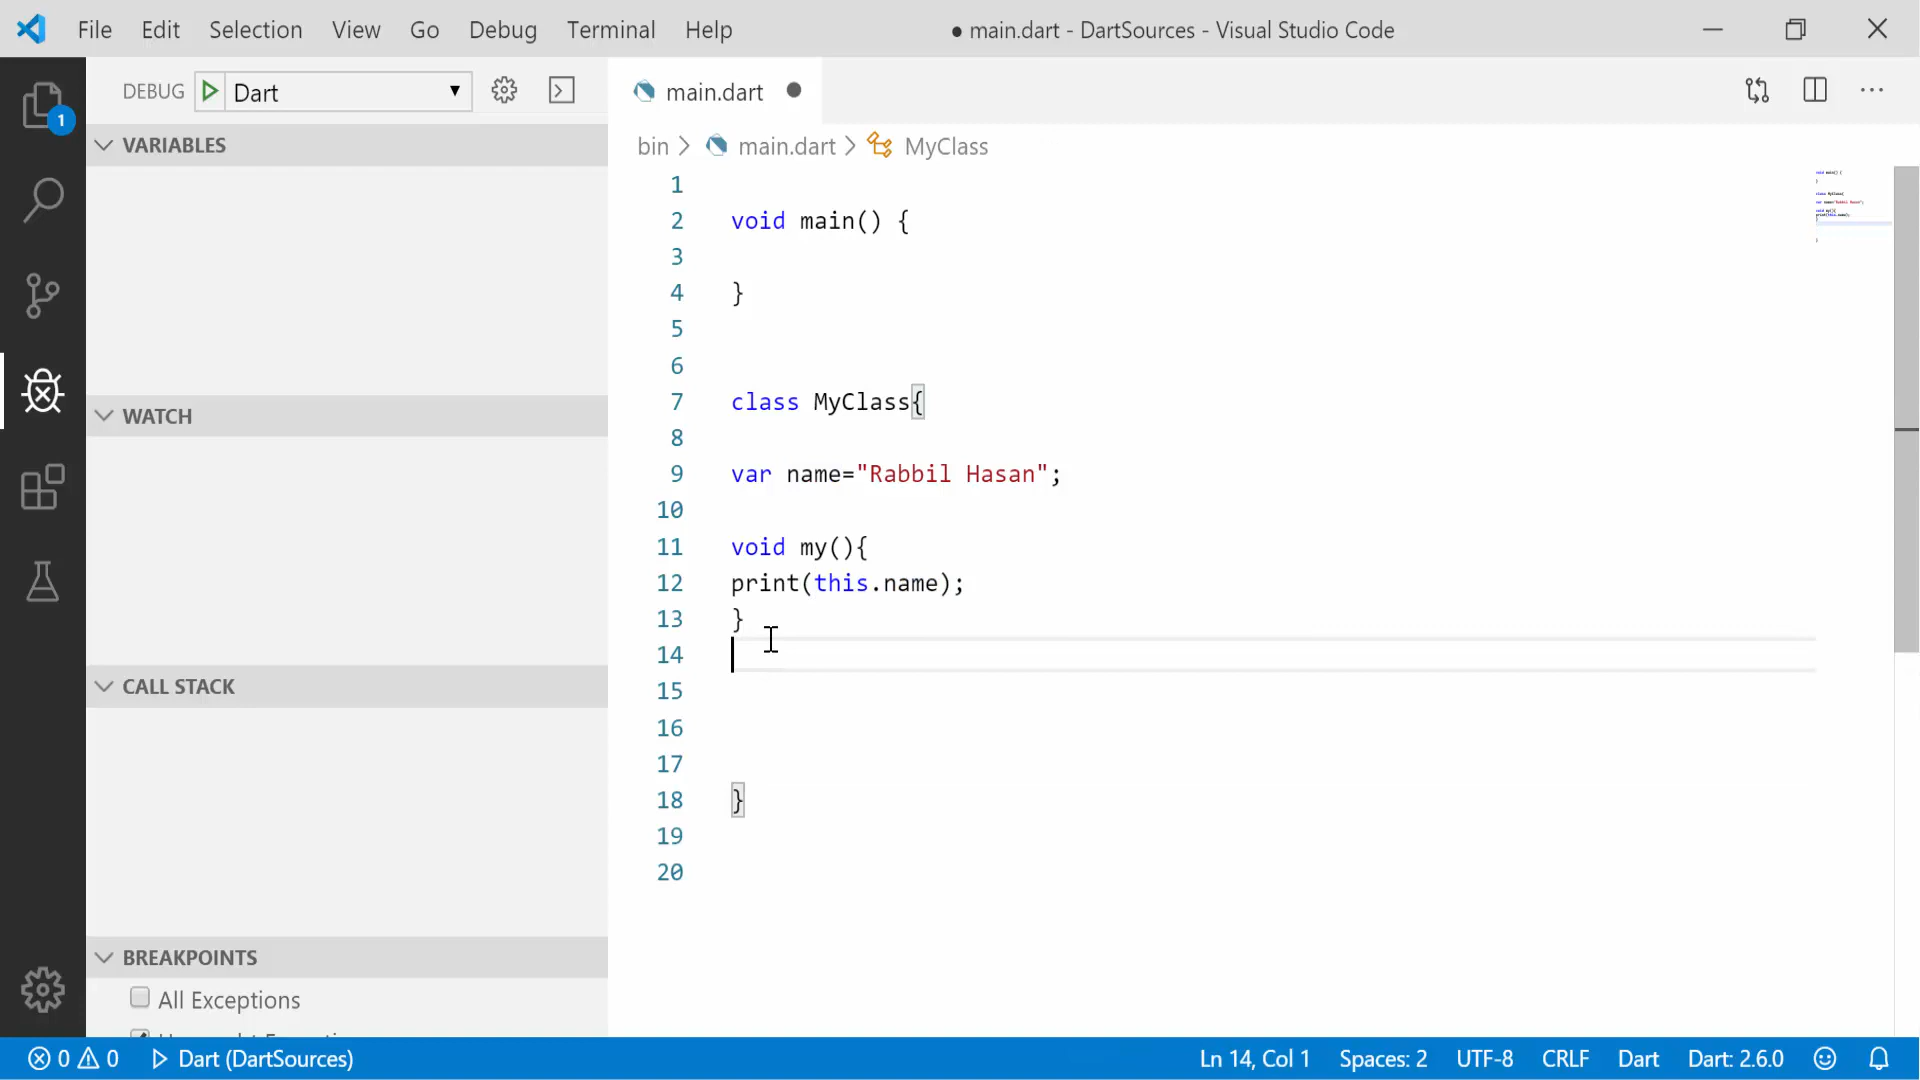 File Edit Selection View Go Debug Terminal Help
● main.dart - DartSources - Visual Studio Code
1
DEBUG Dart
main.dart
bin > main.dart > MyClass
VARIABLES
WATCH
CALL STACK
BREAKPOINTS
All Exceptions
1
2 void main() {
3
4 }
5
6
7 class MyClass{
8
9 var name="Rabbil Hasan";
10
11 void my(){
12 print(this.name);
13 }
14
15
16
17
18 }
19
20
0 0 Dart (DartSources)
Ln 14, Col 1 Spaces: 2 UTF-8 CRLF Dart Dart: 2.6.0